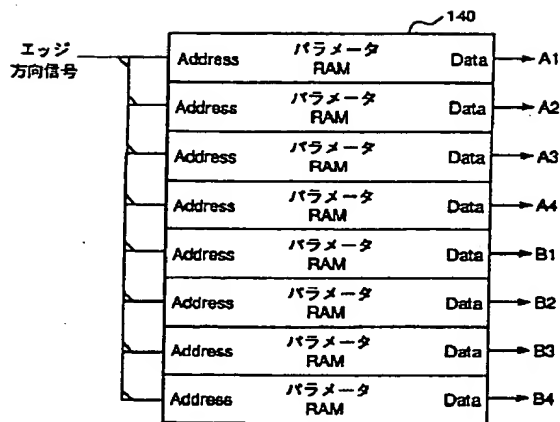 140
エッジ
方向信号
Address パラメータ RAM Data A1
Address パラメータ RAM Data A2
Address パラメータ RAM Data A3
Address パラメータ RAM Data A4
Address パラメータ RAM Data B1
Address パラメータ RAM Data B2
Address パラメータ RAM Data B3
Address パラメータ RAM Data B4